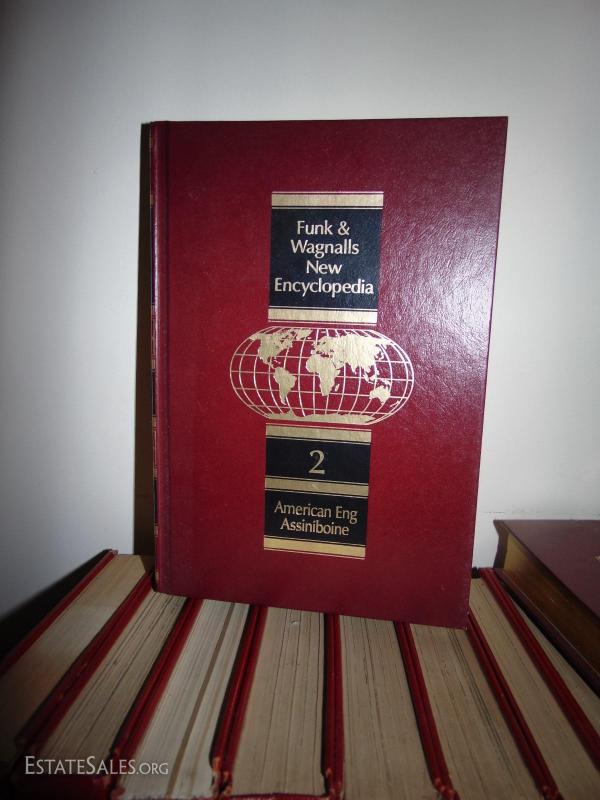 Funk &
Wagnalls
New
Encyclopedia
2
American Eng
Assiniboine
ESTATESALES.ORG